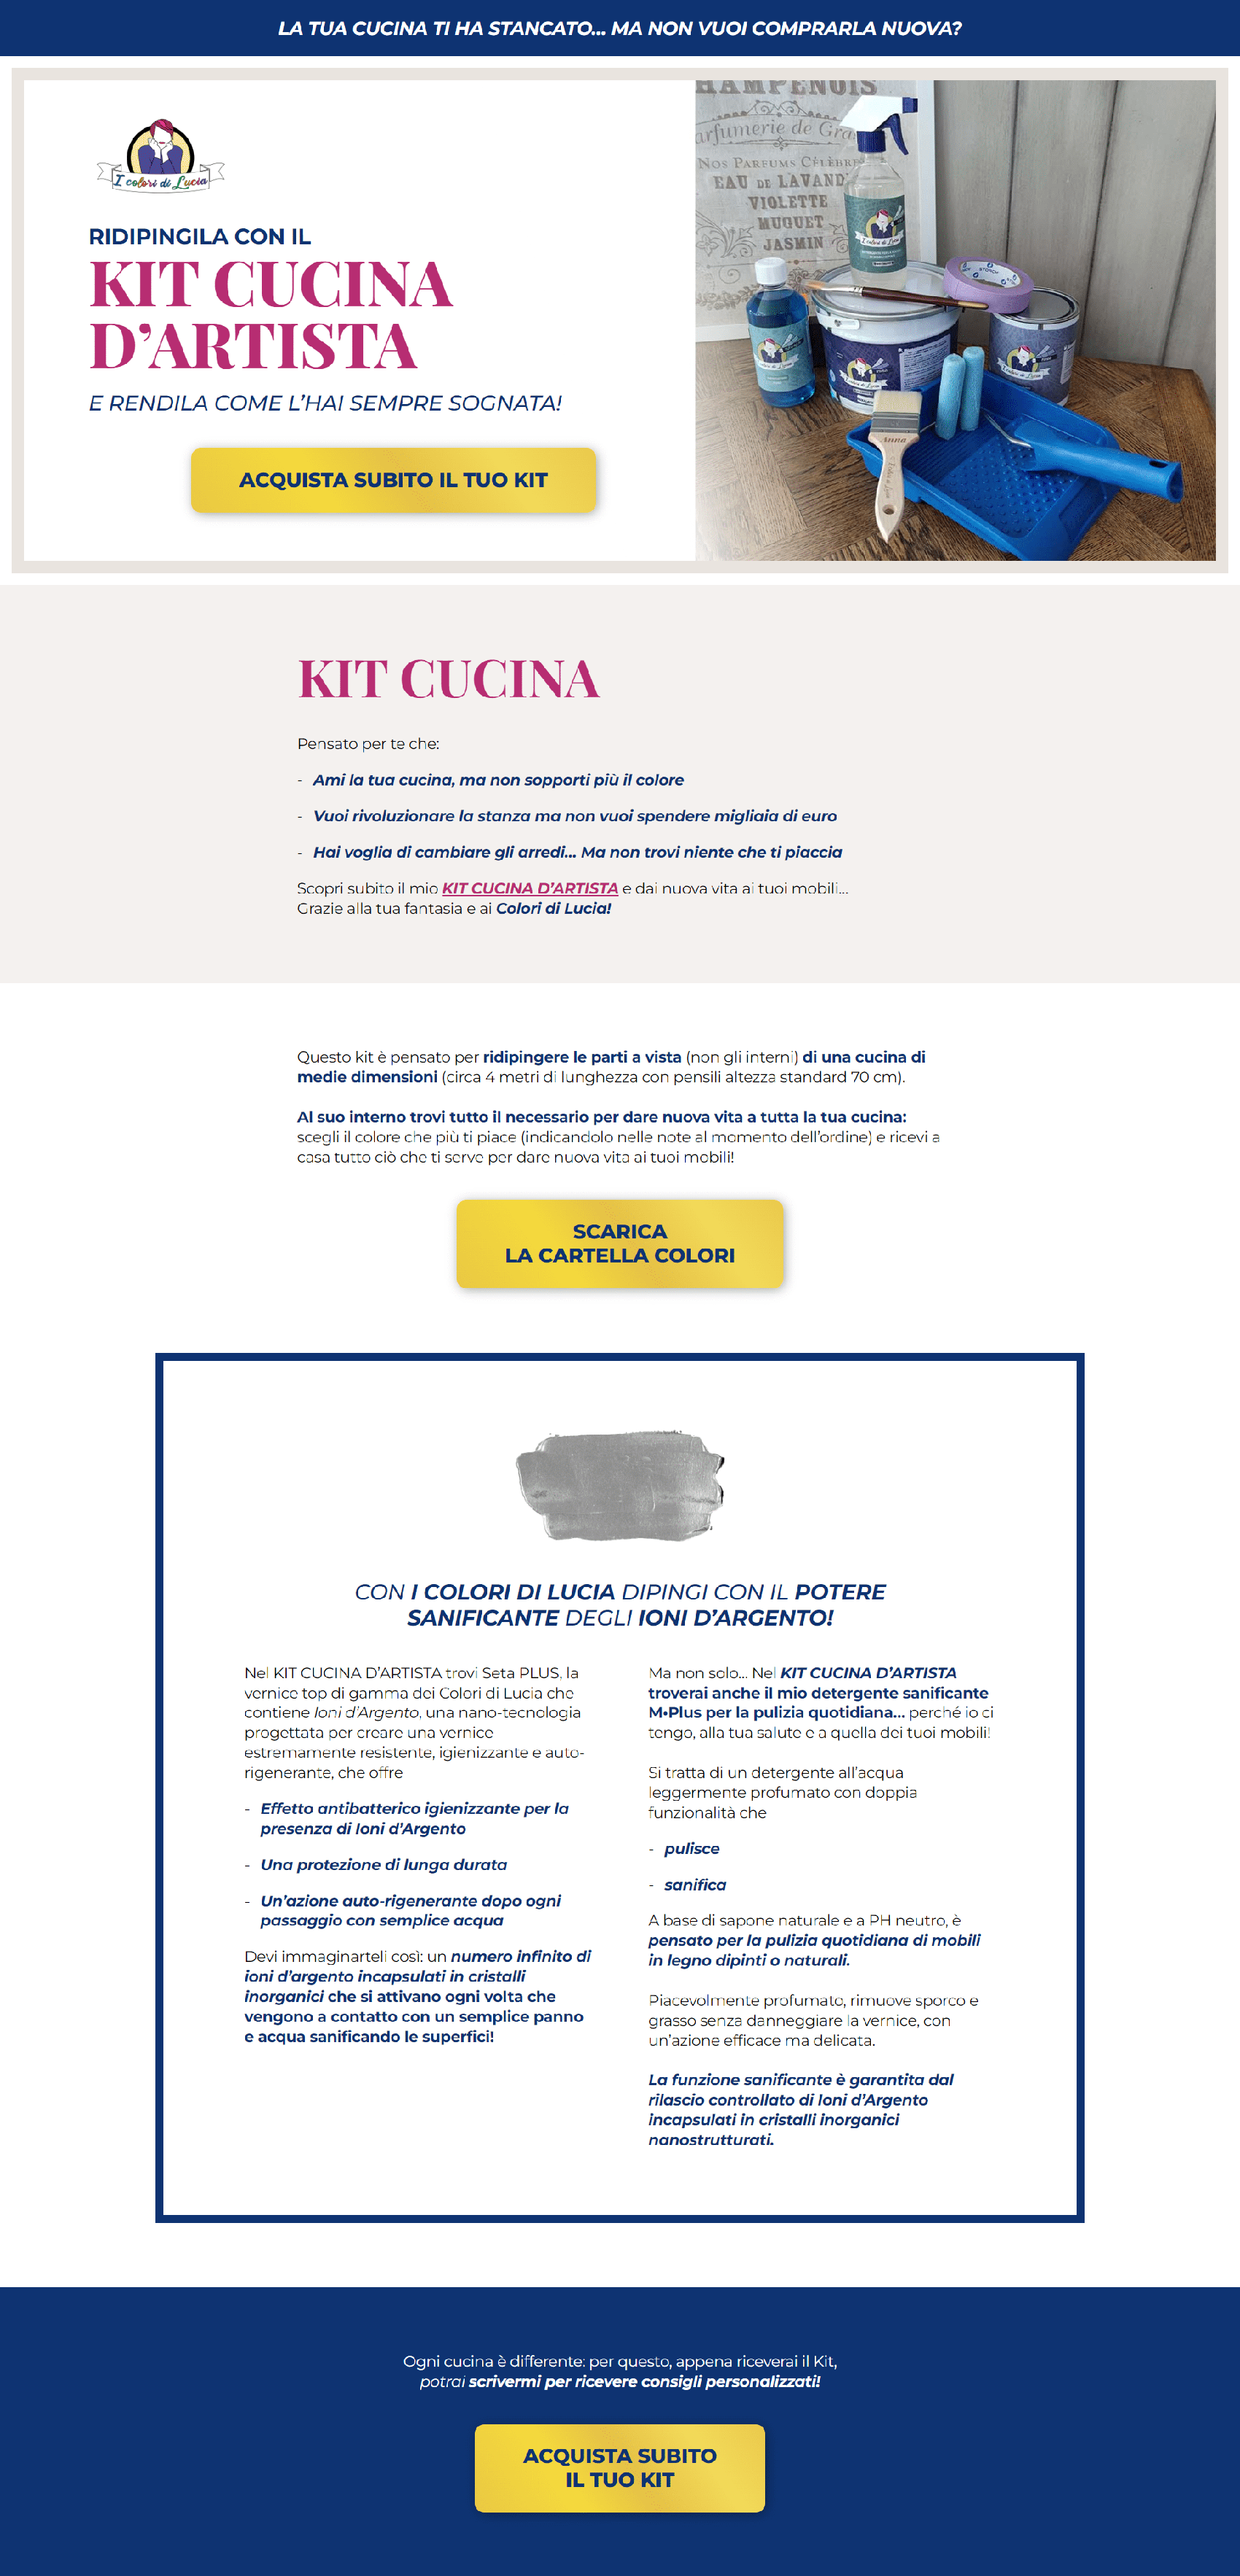 LA TUA CUCINA TI HA STANCATO... MA NON VUOI COMPRARLA NUOVA?
I colori di Lucia
RIDIPINGILA CON IL
KIT CUCINA
D'ARTISTA
E RENDILA COME L'HAI SEMPRE SOGNATA!
ACQUISTA SUBITO IL TUO KIT
HAMPENOIS
arfumerie de Gra
NOS PARFUMS CÉLÈBRE
EAU DE LAVAND
VIOLETTE
MUGUET
JASMIN
I colori di Lucia
STORCH
Anna
KIT CUCINA
Pensato per te che:
- Ami la tua cucina, ma non sopporti più il colore
- Vuoi rivoluzionare la stanza ma non vuoi spendere migliaia di euro
- Hai voglia di cambiare gli arredi... Ma non trovi niente che ti piaccia
Scopri subito il mio KIT CUCINA D'ARTISTA e dai nuova vita ai tuoi mobili...
Grazie alla tua fantasia e ai Colori di Lucia!
Questo kit è pensato per ridipingere le parti a vista (non gli interni) di una cucina di
medie dimensioni (circa 4 metri di lunghezza con pensili altezza standard 70 cm).
Al suo interno trovi tutto il necessario per dare nuova vita a tutta la tua cucina:
scegli il colore che più ti piace (indicandolo nelle note al momento dell'ordine) e ricevi a
casa tutto ciò che ti serve per dare nuova vita ai tuoi mobili!
SCARICA
LA CARTELLA COLORI
CON I COLORI DI LUCIA DIPINGI CON IL POTERE
SANIFICANTE DEGLI IONI D'ARGENTO!
Nel KIT CUCINA D'ARTISTA trovi Seta PLUS, la
vernice top di gamma dei Colori di Lucia che
contiene Ioni d'Argento, una nano-tecnologia
progettata per creare una vernice
estremamente resistente, igienizzante e auto-
rigenerante, che offre
- Effetto antibatterico igienizzante per la
presenza di Ioni d'Argento
- Una protezione di lunga durata
- Un'azione auto-rigenerante dopo ogni
passaggio con semplice acqua
Devi immaginarteli così: un numero infinito di
ioni d'argento incapsulati in cristalli
inorganici che si attivano ogni volta che
vengono a contatto con un semplice panno
e acqua sanificando le superfici!
Ma non solo... Nel KIT CUCINA D'ARTISTA
troverai anche il mio detergente sanificante
M•Plus per la pulizia quotidiana... perché io ci
tengo, alla tua salute e a quella dei tuoi mobili!
Si tratta di un detergente all'acqua
leggermente profumato con doppia
funzionalità che
- pulisce
- sanifica
A base di sapone naturale e a PH neutro, è
pensato per la pulizia quotidiana di mobili
in legno dipinti o naturali.
Piacevolmente profumato, rimuove sporco e
grasso senza danneggiare la vernice, con
un'azione efficace ma delicata.
La funzione sanificante è garantita dal
rilascio controllato di Ioni d'Argento
incapsulati in cristalli inorganici
nanostrutturati.
Ogni cucina è differente: per questo, appena riceverai il Kit,
potrai scrivermi per ricevere consigli personalizzati!
ACQUISTA SUBITO
IL TUO KIT